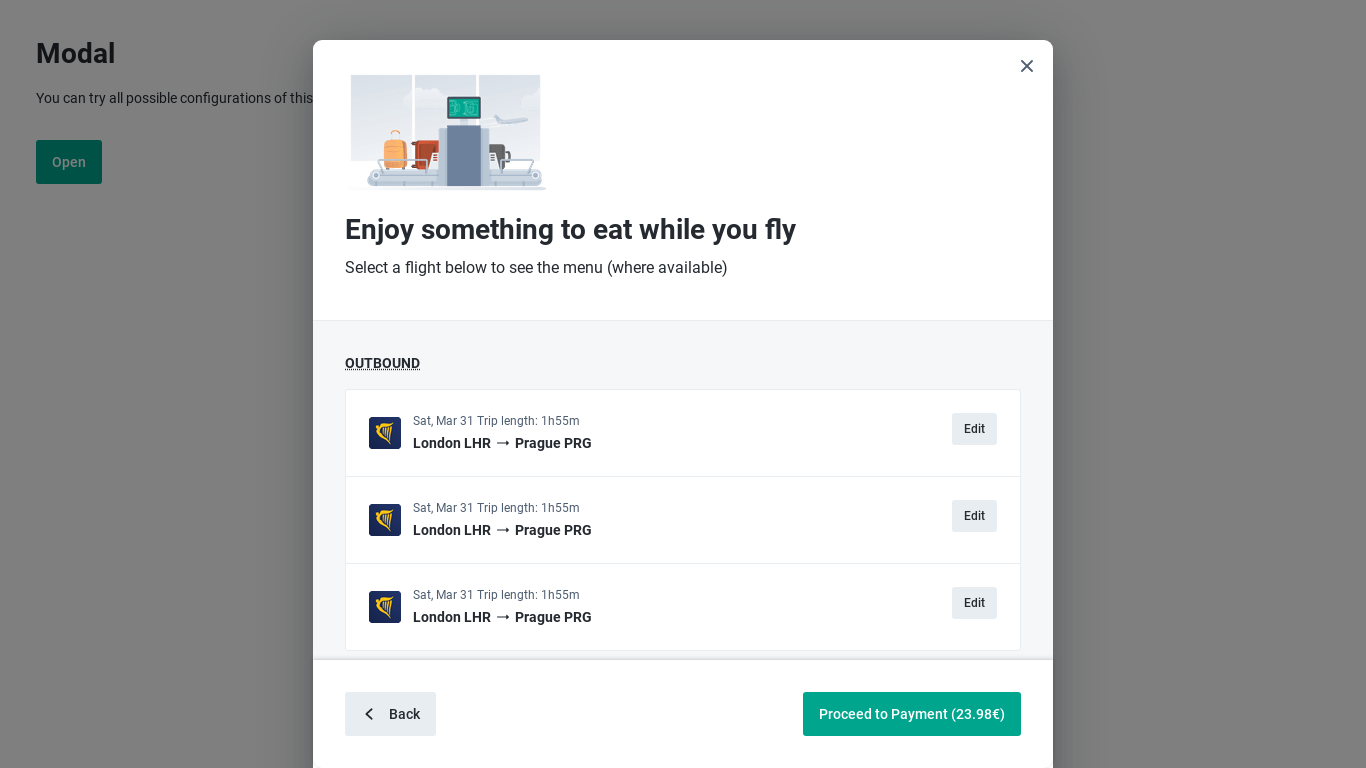 Modal
You can try all possible configurations of this
Open
Enjoy something to eat while you fly
Select a flight below to see the menu (where available)
OUTBOUND
Sat, Mar 31 Trip length: 1h55m
London LHR → Prague PRG
Edit
Sat, Mar 31 Trip length: 1h55m
London LHR → Prague PRG
Edit
Sat, Mar 31 Trip length: 1h55m
London LHR → Prague PRG
Edit
Back
Proceed to Payment (23.98€)